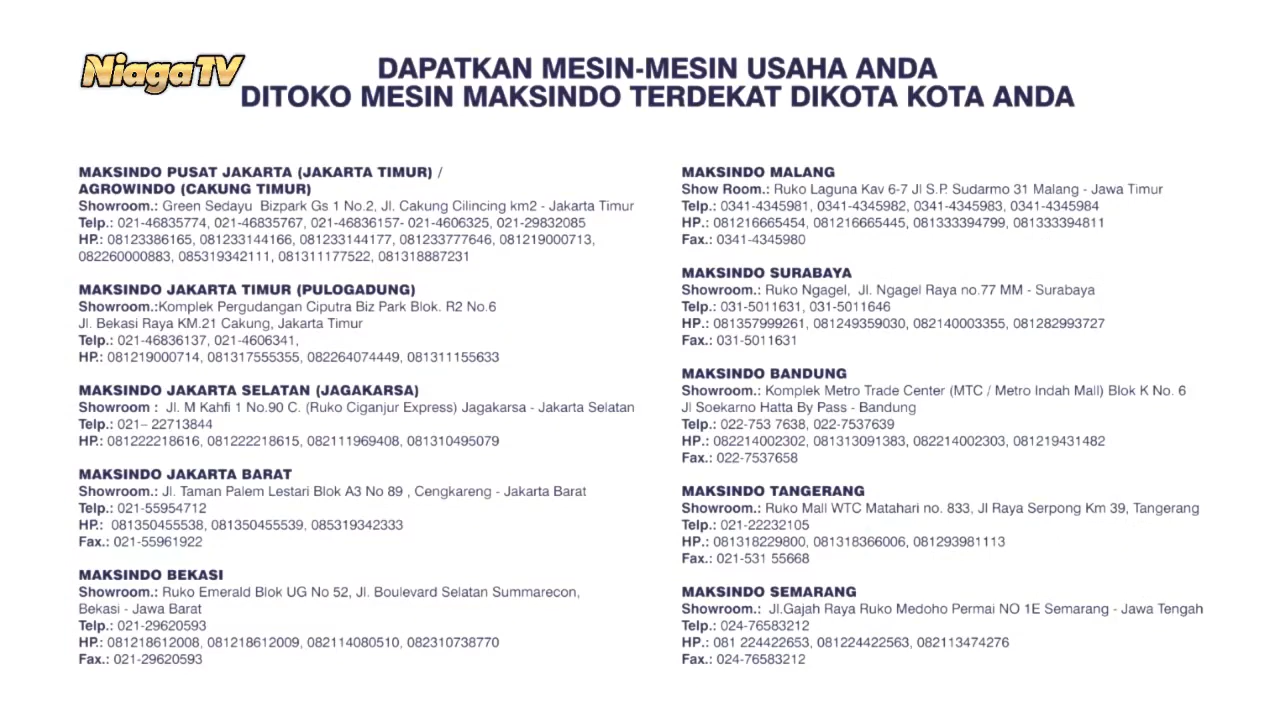 NiagaTV
DAPATKAN MESIN-MESIN USAHA ANDA
DITOKO MESIN MAKSINDO TERDEKAT DIKOTA KOTA ANDA
MAKSINDO PUSAT JAKARTA (JAKARTA TIMUR) /
AGROWINDO (CAKUNG TIMUR)
Showroom.: Green Sedayu Bizpark Gs 1 No.2, Jl. Cakung Cilincing km2 - Jakarta Timur
Telp.: 021-46835774, 021-46835767, 021-46836157- 021-4606325, 021-29832085
HP.: 08123386165, 081233144166, 081233144177, 081233777646, 081219000713,
082260000883, 085319342111, 081311177522, 081318887231
MAKSINDO JAKARTA TIMUR (PULOGADUNG)
Showroom.:Komplek Pergudangan Ciputra Biz Park Blok. R2 No.6
Jl. Bekasi Raya KM.21 Cakung, Jakarta Timur
Telp.: 021-46836137, 021-4606341,
HP.: 081219000714, 081317555355, 082264074449, 081311155633
MAKSINDO JAKARTA SELATAN (JAGAKARSA)
Showroom : Jl. M Kahfi 1 No.90 C. (Ruko Ciganjur Express) Jagakarsa - Jakarta Selatan
Telp.: 021– 22713844
HP.: 081222218616, 081222218615, 082111969408, 081310495079
MAKSINDO JAKARTA BARAT
Showroom.: Jl. Taman Palem Lestari Blok A3 No 89 , Cengkareng - Jakarta Barat
Telp.: 021-55954712
HP.: 081350455538, 081350455539, 085319342333
Fax.: 021-55961922
MAKSINDO BEKASI
Showroom.: Ruko Emerald Blok UG No 52, Jl. Boulevard Selatan Summarecon,
Bekasi - Jawa Barat
Telp.: 021-29620593
HP.: 081218612008, 081218612009, 082114080510, 082310738770
Fax.: 021-29620593
MAKSINDO MALANG
Show Room.: Ruko Laguna Kav 6-7 Jl S.P. Sudarmo 31 Malang - Jawa Timur
Telp.: 0341-4345981, 0341-4345982, 0341-4345983, 0341-4345984
HP.: 081216665454, 081216665445, 081333394799, 081333394811
Fax.: 0341-4345980
MAKSINDO SURABAYA
Showroom.: Ruko Ngagel, Jl. Ngagel Raya no.77 MM - Surabaya
Telp.: 031-5011631, 031-5011646
HP.: 081357999261, 081249359030, 082140003355, 081282993727
Fax.: 031-5011631
MAKSINDO BANDUNG
Showroom.: Komplek Metro Trade Center (MTC / Metro Indah Mall) Blok K No. 6
Jl Soekarno Hatta By Pass - Bandung
Telp.: 022-753 7638, 022-7537639
HP.: 082214002302, 081313091383, 082214002303, 081219431482
Fax.: 022-7537658
MAKSINDO TANGERANG
Showroom.: Ruko Mall WTC Matahari no. 833, Jl Raya Serpong Km 39, Tangerang
Telp.: 021-22232105
HP.: 081318229800, 081318366006, 081293981113
Fax.: 021-531 55668
MAKSINDO SEMARANG
Showroom.: Jl.Gajah Raya Ruko Medoho Permai NO 1E Semarang - Jawa Tengah
Telp.: 024-76583212
HP.: 081 224422653, 081224422563, 082113474276
Fax.: 024-76583212